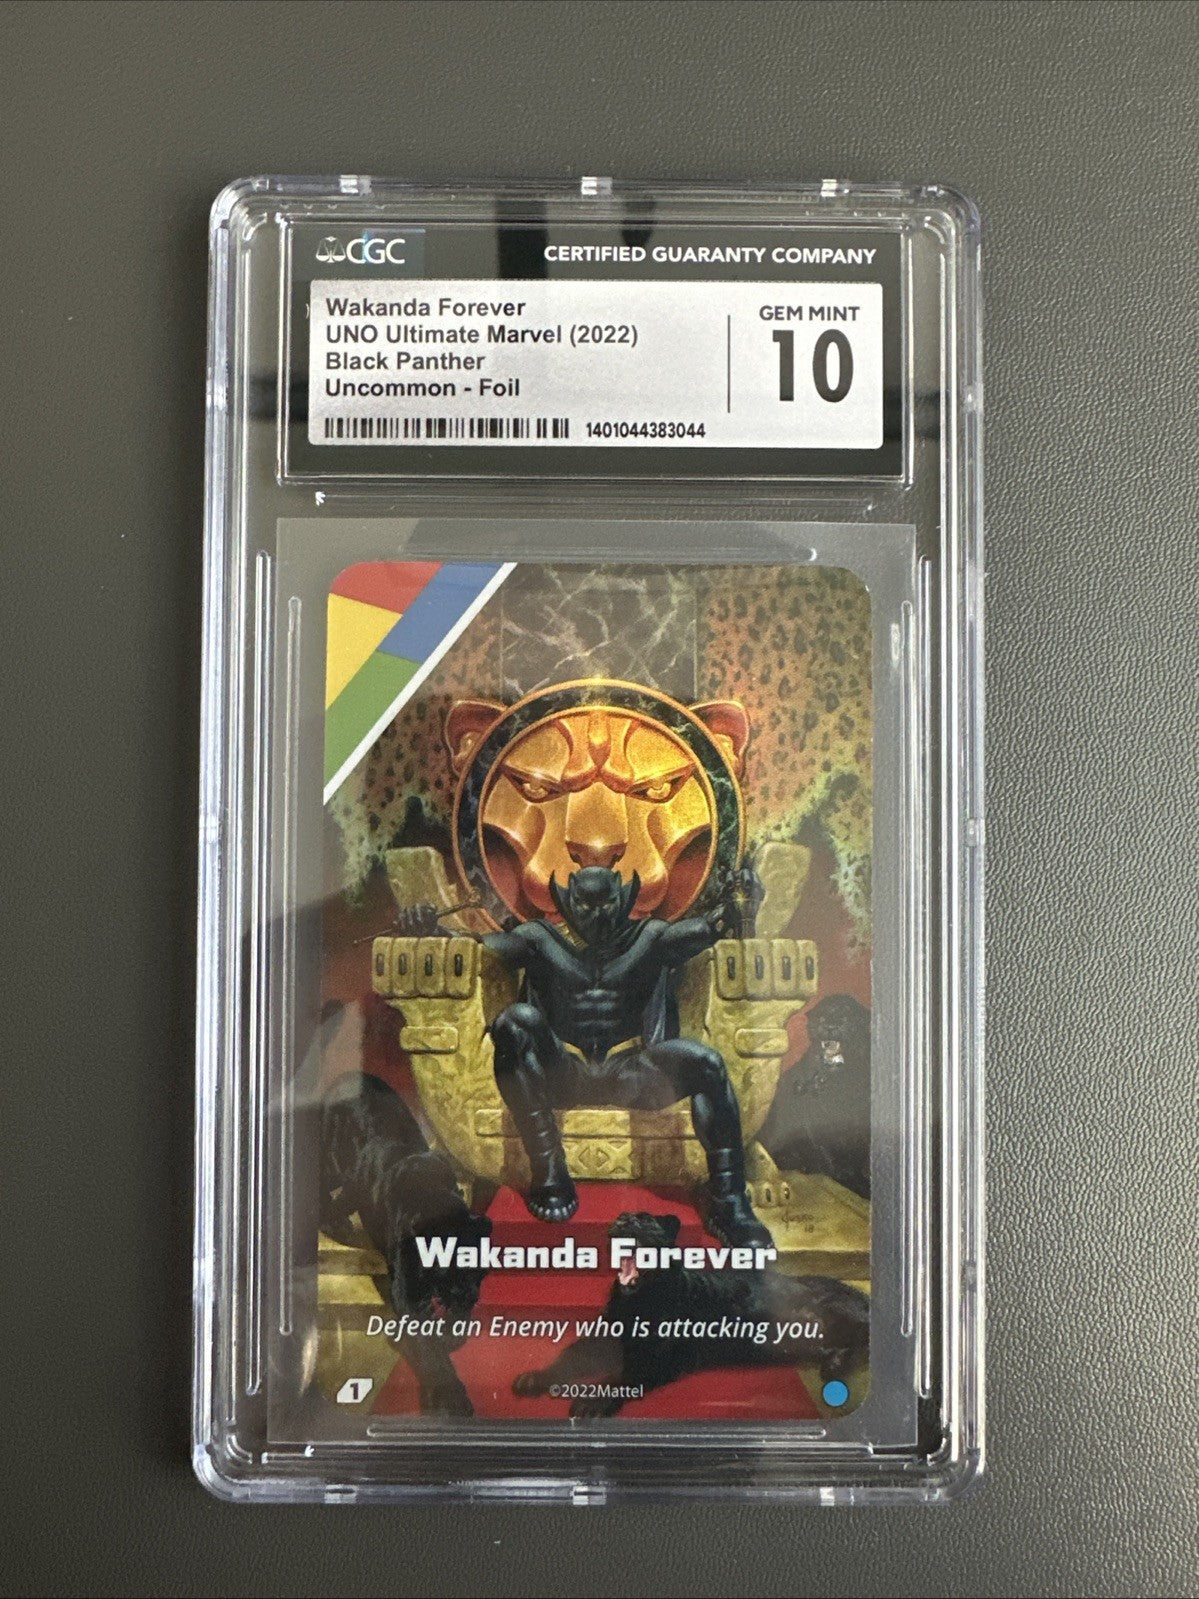 CGC
CERTIFIED GUARANTY COMPANY
Wakanda Forever
UNO Ultimate Marvel (2022)
Black Panther
Uncommon - Foil
GEM MINT
10
1401044383044
Wakanda Forever
Defeat an Enemy who is attacking you.
1
©2022Mattel